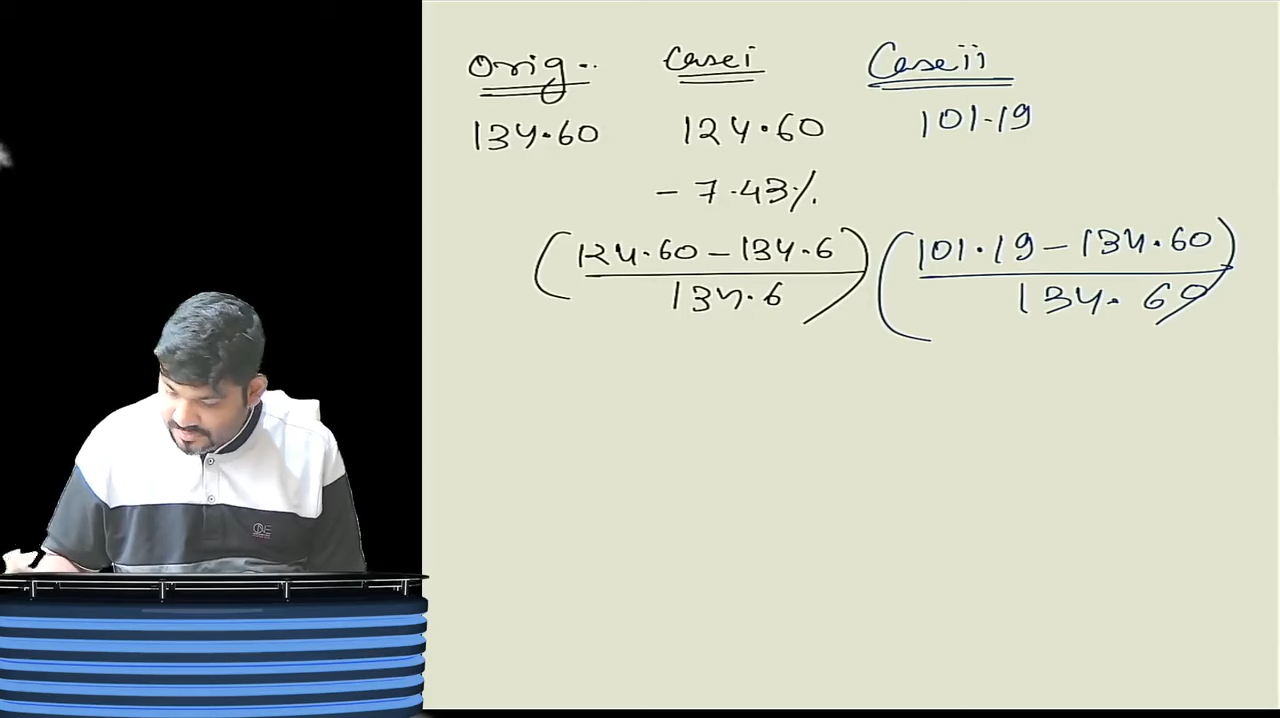 Orig.. Case i Case ii
134.60 124.60 101.19
- 7.43%
(124.60 - 134.6 / 134.6) (101.19 - 134.60 / 134.60)